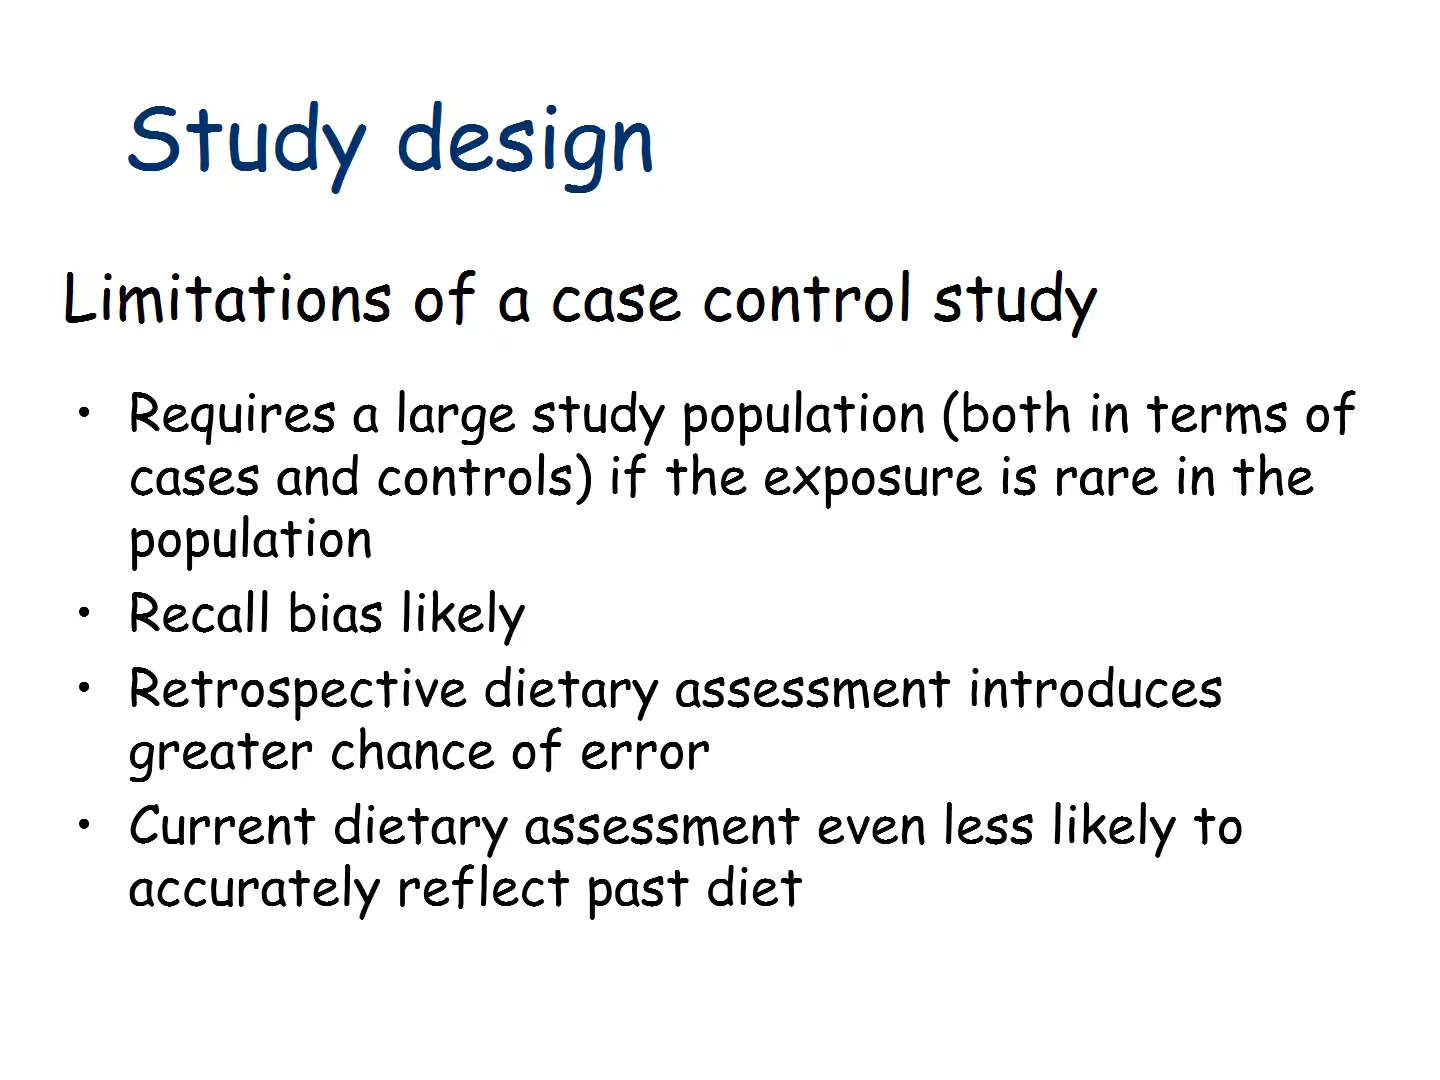 Study design
Limitations of a case control study
• Requires a large study population (both in terms of
cases and controls) if the exposure is rare in the
population
• Recall bias likely
• Retrospective dietary assessment introduces
greater chance of error
• Current dietary assessment even less likely to
accurately reflect past diet